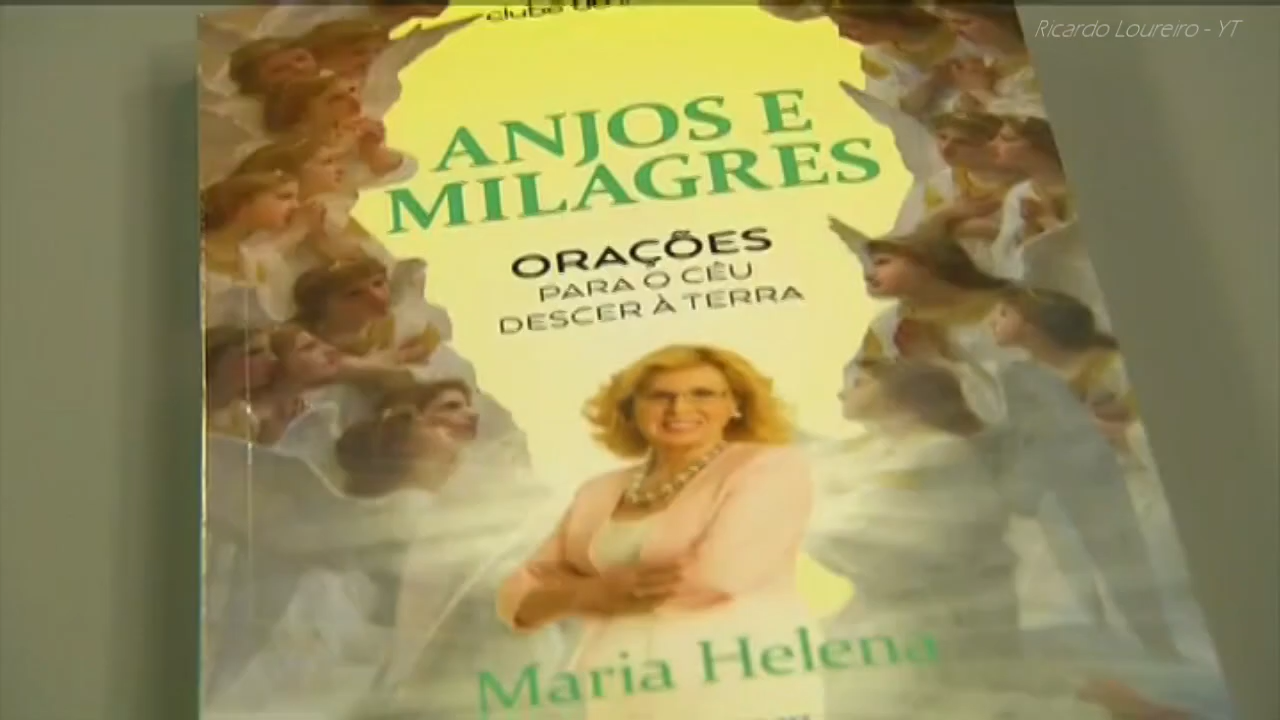 Ricardo Loureiro - YT
ANJOS E
MILAGRES
ORAÇÕES
PARA O CÉU
DESCER À TERRA
Maria Helena